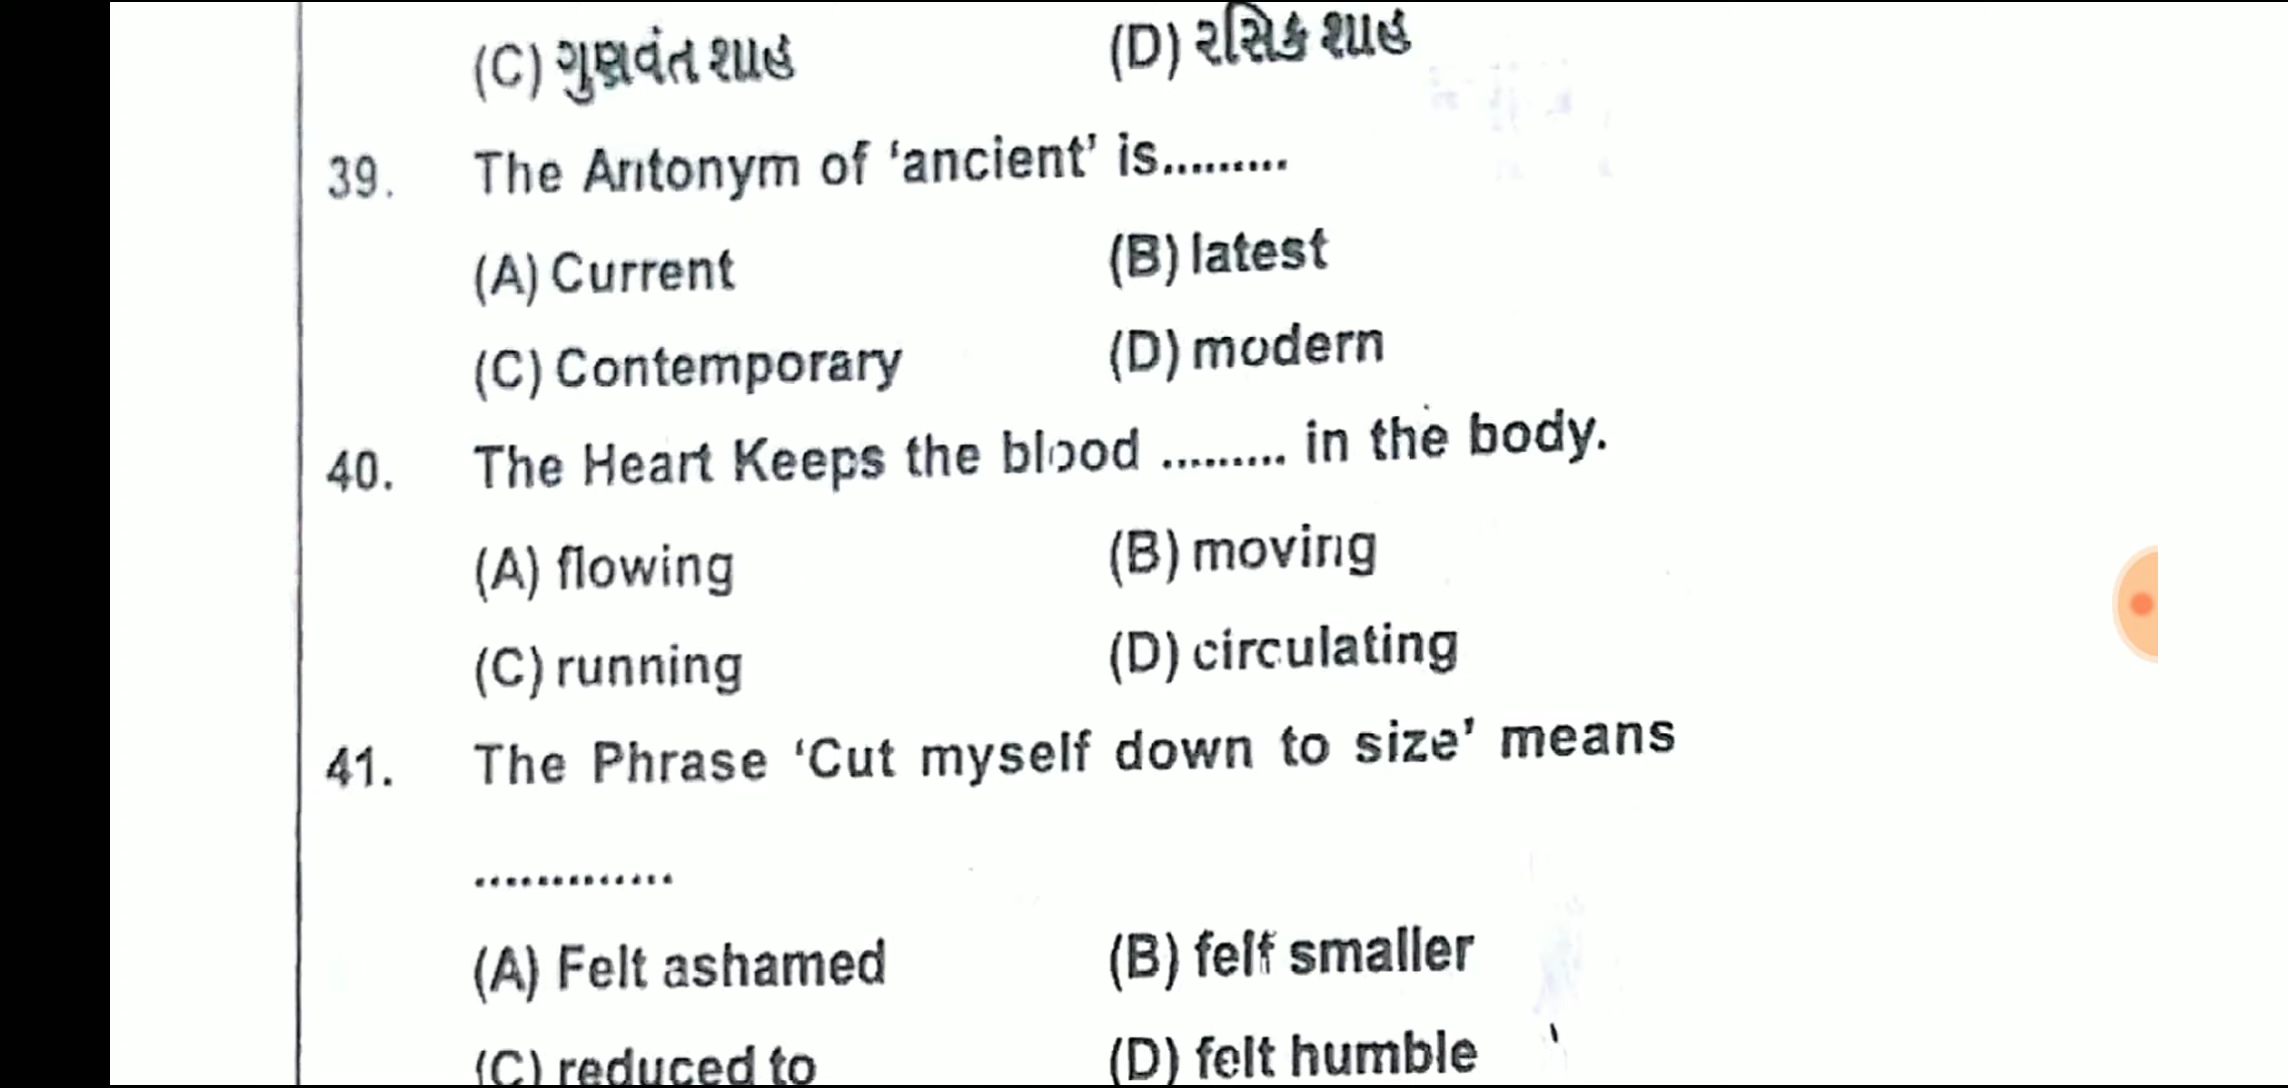 (C) ગુણવંત શાહ (D) રસિક શાહ
39. The Antonym of ‘ancient’ is.........
(A) Current (B) latest
(C) Contemporary (D) modern
40. The Heart Keeps the blood ......... in the body.
(A) flowing (B) moving
(C) running (D) circulating
41. The Phrase ‘Cut myself down to size’ means
.............
(A) Felt ashamed (B) felt smaller
(C) reduced to (D) felt humble